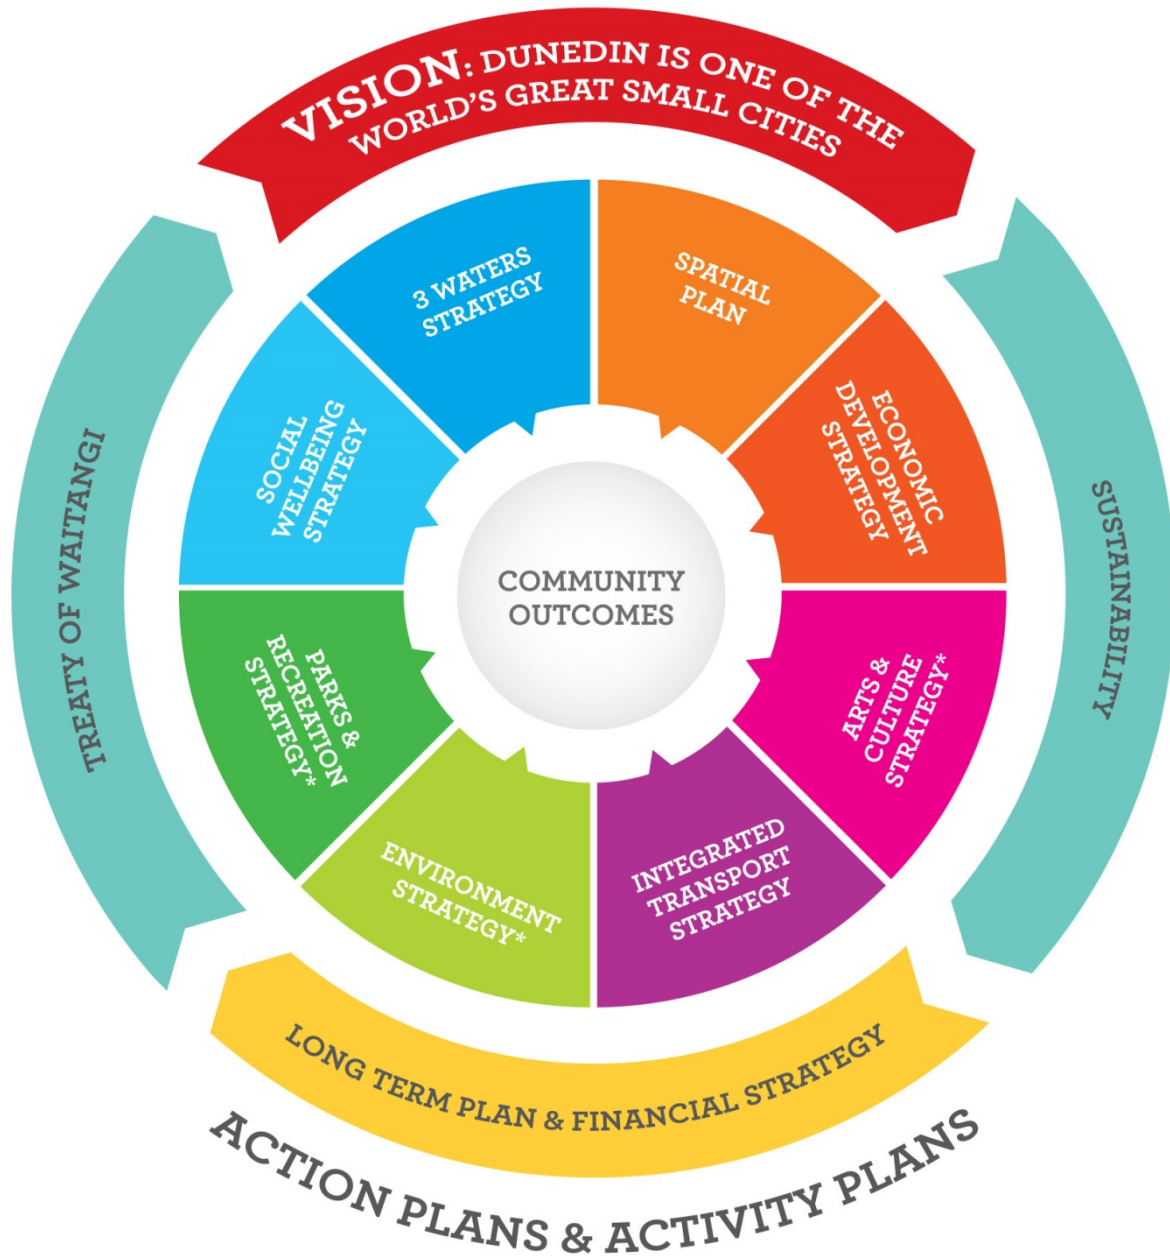 VISION: DUNEDIN IS ONE OF THE
WORLD'S GREAT SMALL CITIES
3 WATERS
STRATEGY
SPATIAL
PLAN
SOCIAL
WELLBEING
STRATEGY
ECONOMIC
DEVELOPMENT
STRATEGY
TREATY OF WAITANGI
COMMUNITY
OUTCOMES
SUSTAINABILITY
PARKS &
RECREATION
STRATEGY*
ARTS &
CULTURE
STRATEGY*
ENVIRONMENT
STRATEGY*
INTEGRATED
TRANSPORT
STRATEGY
LONG TERM PLAN & FINANCIAL STRATEGY
ACTION PLANS & ACTIVITY PLANS